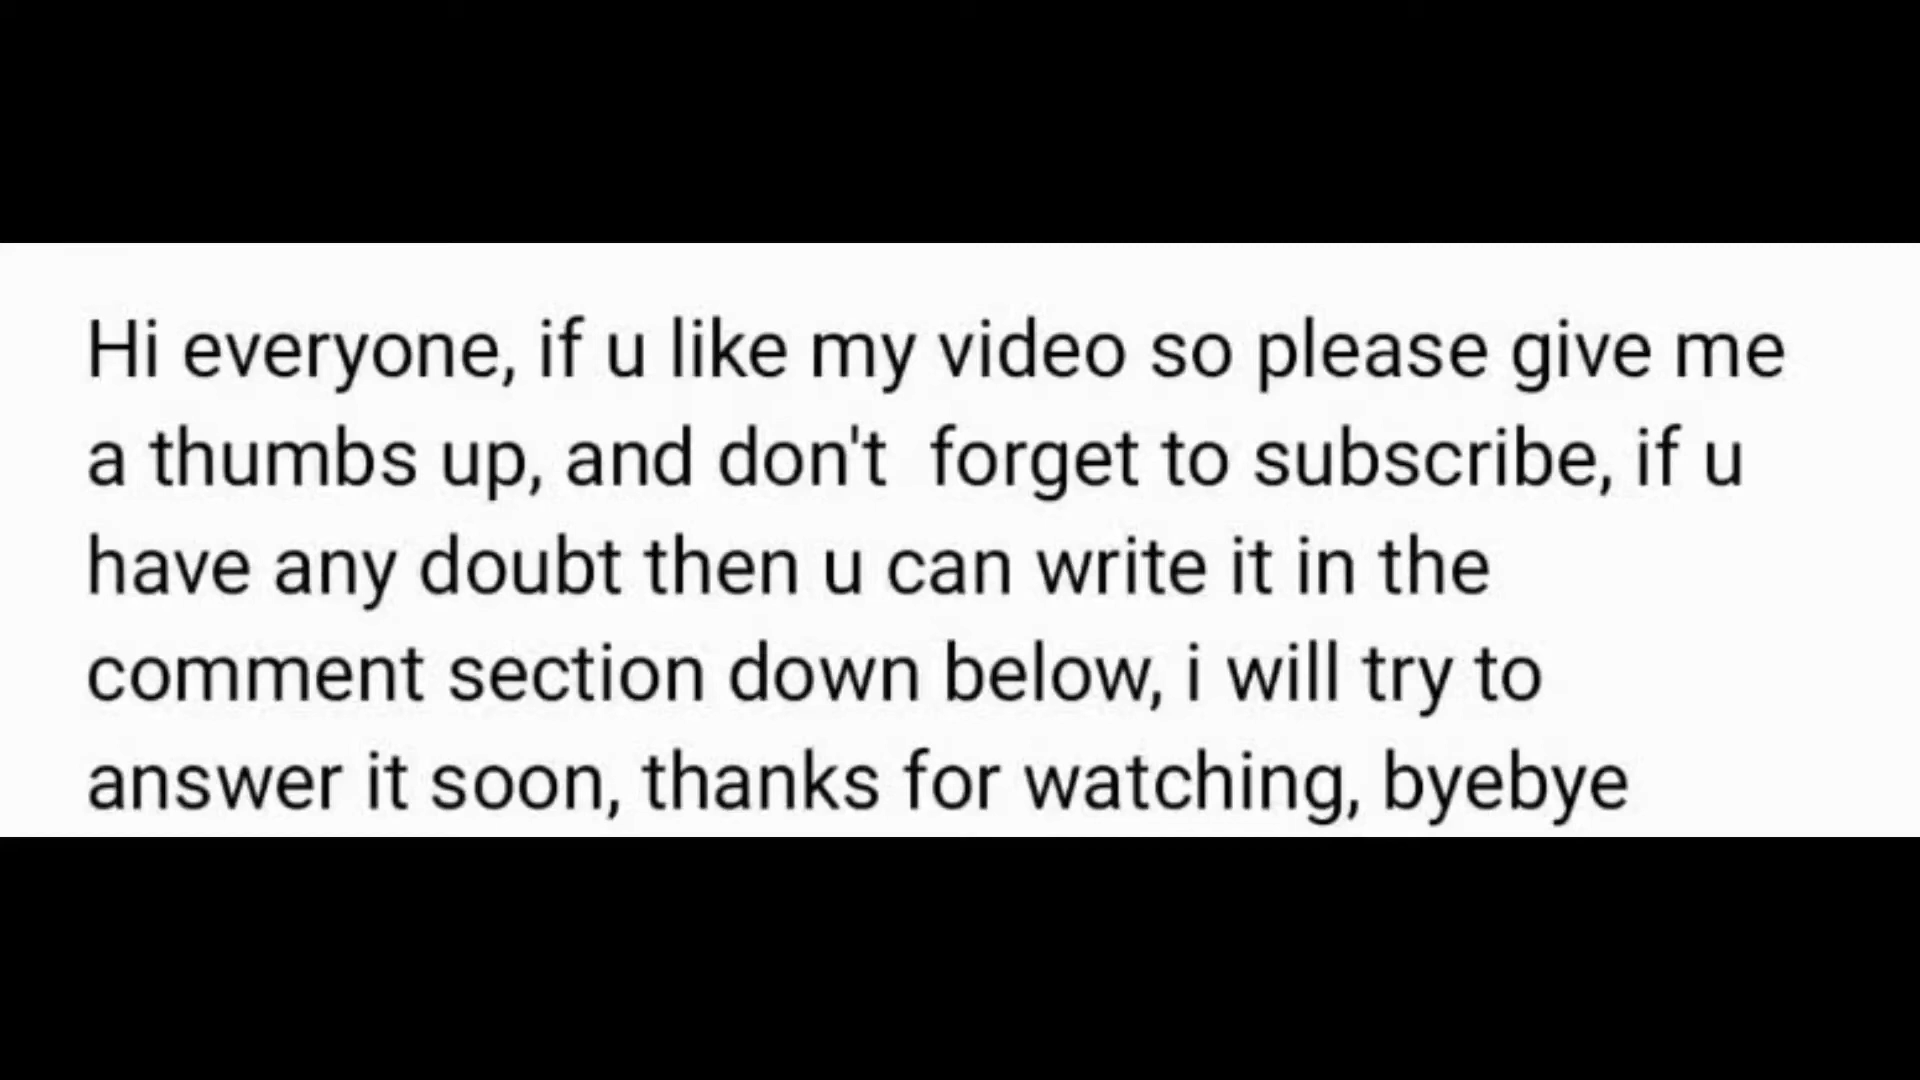 Hi everyone, if u like my video so please give me
a thumbs up, and don't  forget to subscribe, if u
have any doubt then u can write it in the
comment section down below, i will try to
answer it soon, thanks for watching, byebye